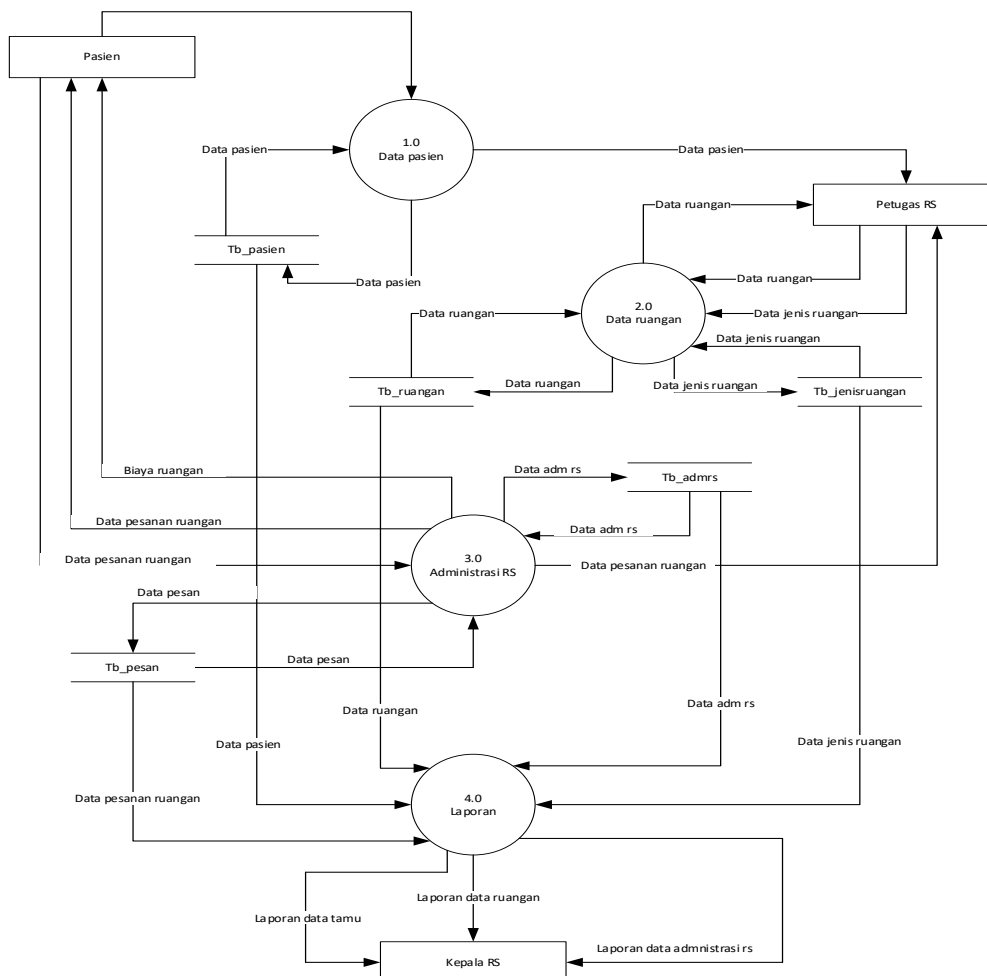 Pasien
1.0
Data pasien
Data pasien
Data pasien
Petugas RS
Data ruangan
Tb_pasien
Data pasien
Data ruangan
2.0
Data ruangan
Data ruangan
Data jenis ruangan
Data jenis ruangan
Tb_ruangan
Data ruangan
Data jenis ruangan
Tb_jenisruangan
Biaya ruangan
Data adm rs
Tb_admrs
Data pesanan ruangan
Data adm rs
Data pesanan ruangan
3.0
Administrasi RS
Data pesanan ruangan
Data pesan
Tb_pesan
Data pesan
Data adm rs
Data ruangan
Data pasien
Data jenis ruangan
Data pesanan ruangan
4.0
Laporan
Laporan data ruangan
Laporan data tamu
Laporan data admnistrasi rs
Kepala RS